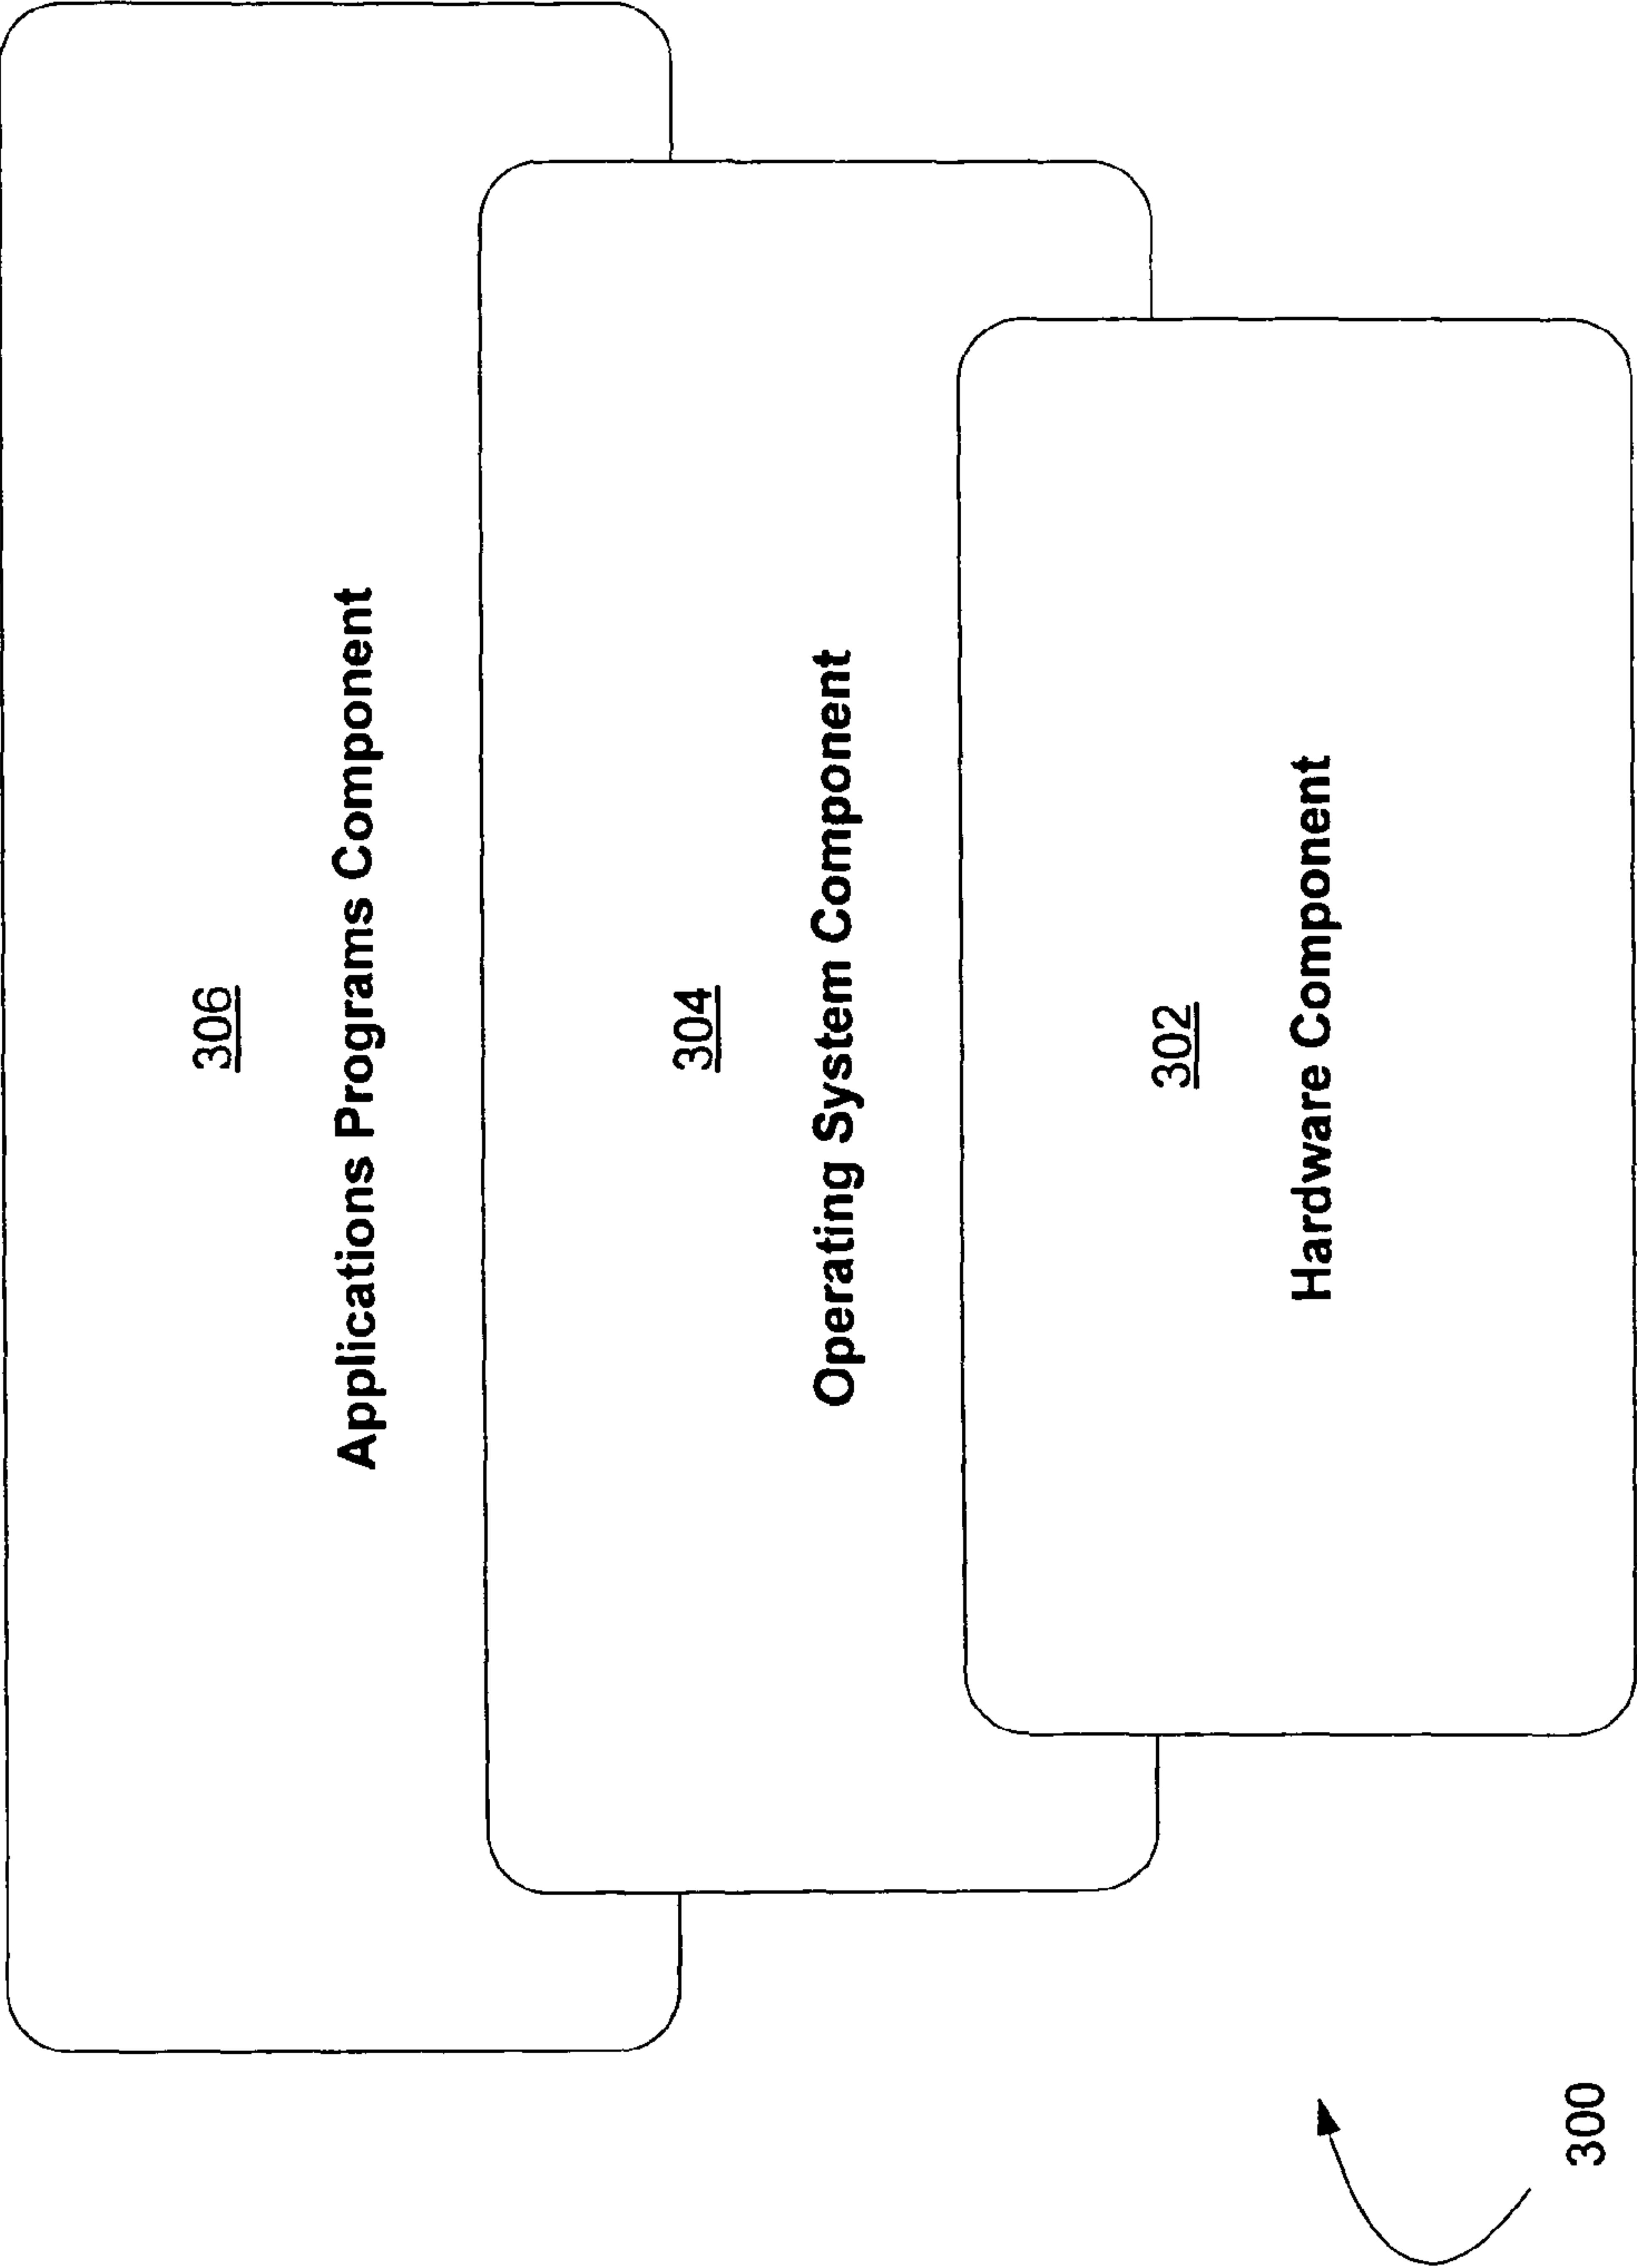 306
Applications Programs Component
304
Operating System Component
302
Hardware Component
300